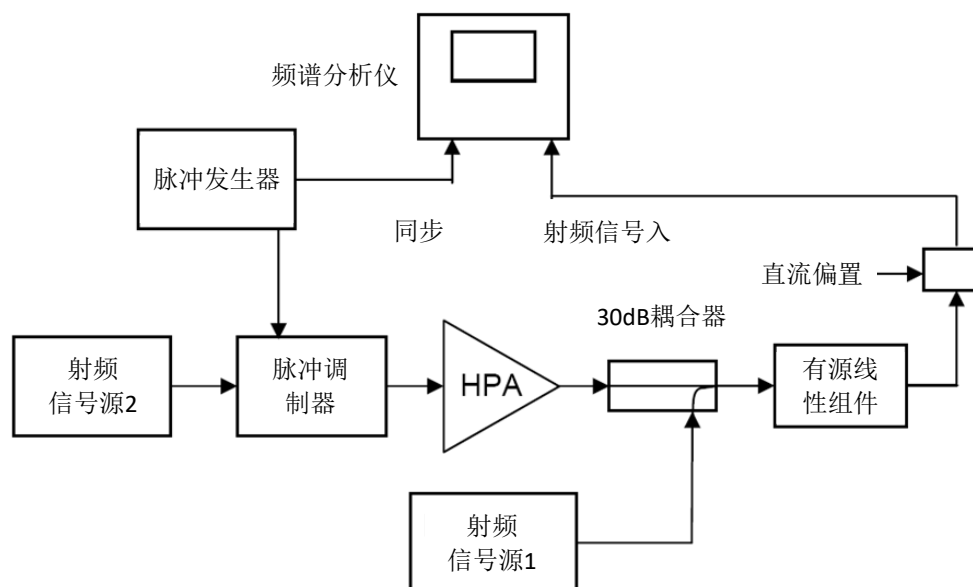 频谱分析仪
脉冲发生器
同步
射频信号入
直流偏置
30dB耦合器
射频
信号源2
脉冲调
制器
HPA
有源线
性组件
射频
信号源1